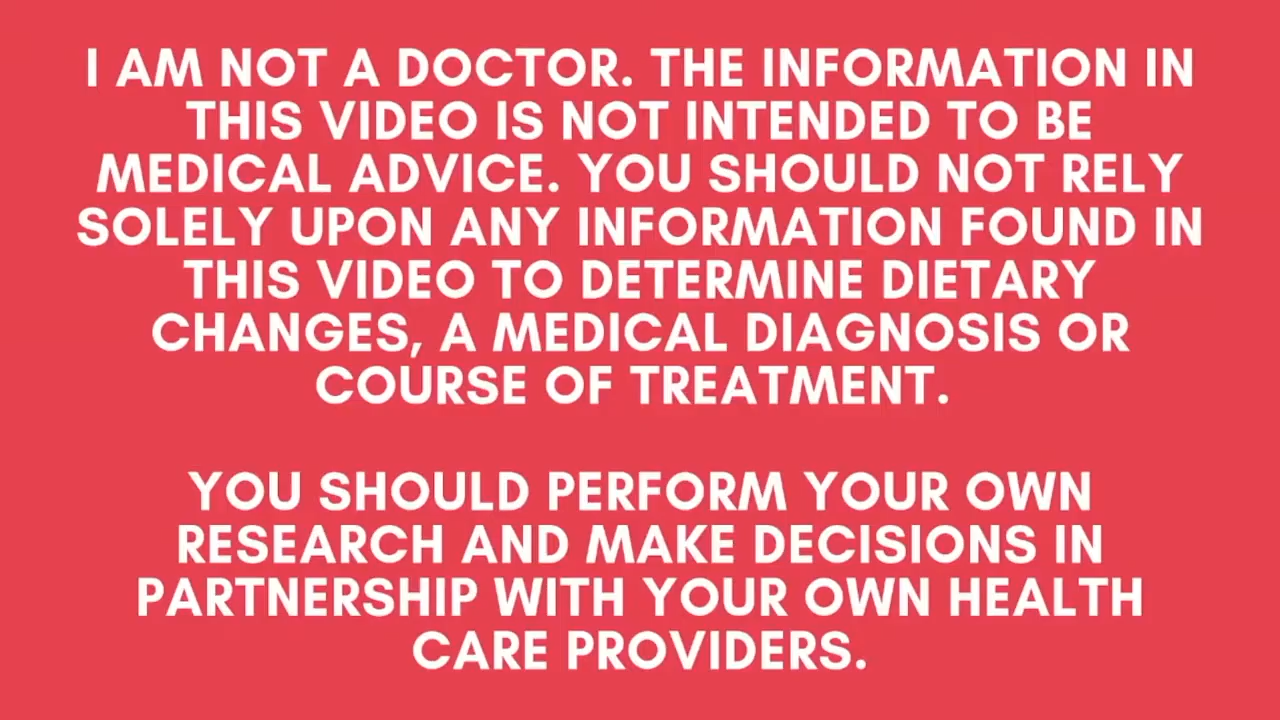 I AM NOT A DOCTOR. THE INFORMATION IN
THIS VIDEO IS NOT INTENDED TO BE
MEDICAL ADVICE. YOU SHOULD NOT RELY
SOLELY UPON ANY INFORMATION FOUND IN
THIS VIDEO TO DETERMINE DIETARY
CHANGES, A MEDICAL DIAGNOSIS OR
COURSE OF TREATMENT.
YOU SHOULD PERFORM YOUR OWN
RESEARCH AND MAKE DECISIONS IN
PARTNERSHIP WITH YOUR OWN HEALTH
CARE PROVIDERS.